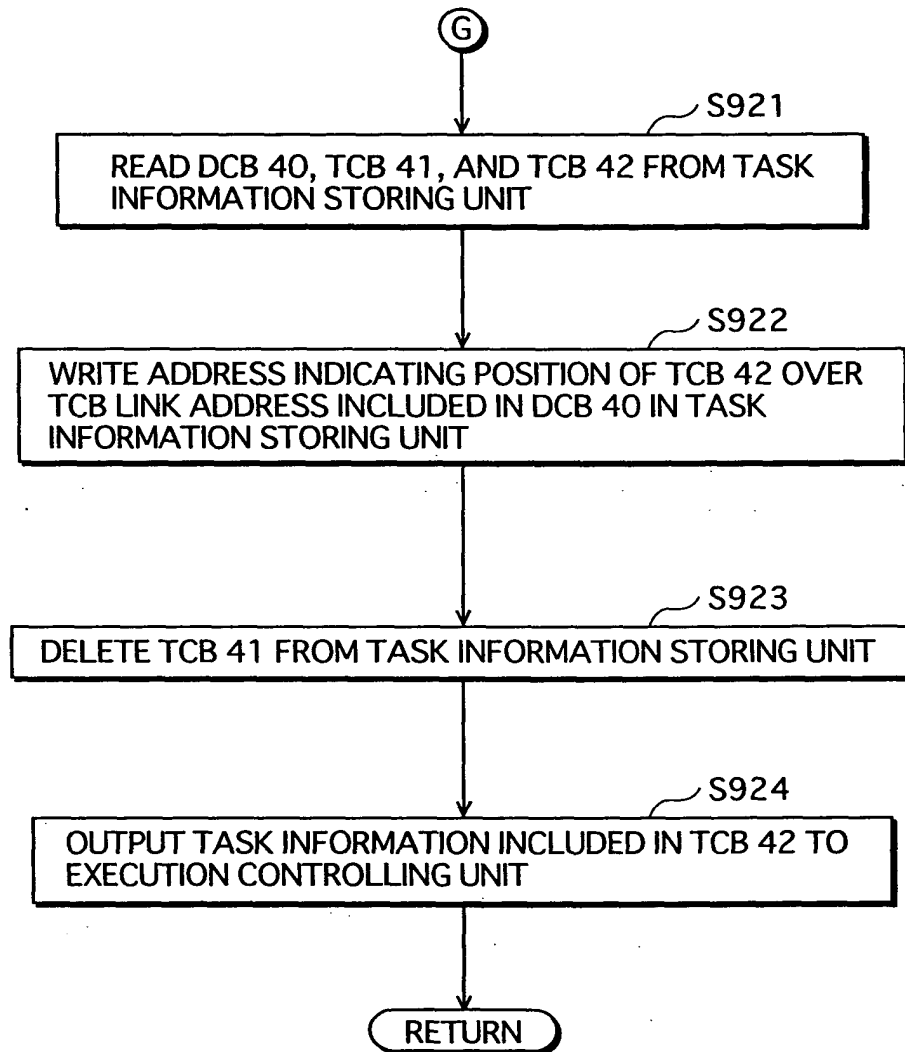 G
S921
READ DCB 40, TCB 41, AND TCB 42 FROM TASK
INFORMATION STORING UNIT
S922
WRITE ADDRESS INDICATING POSITION OF TCB 42 OVER
TCB LINK ADDRESS INCLUDED IN DCB 40 IN TASK
INFORMATION STORING UNIT
S923
DELETE TCB 41 FROM TASK INFORMATION STORING UNIT
S924
OUTPUT TASK INFORMATION INCLUDED IN TCB 42 TO
EXECUTION CONTROLLING UNIT
RETURN